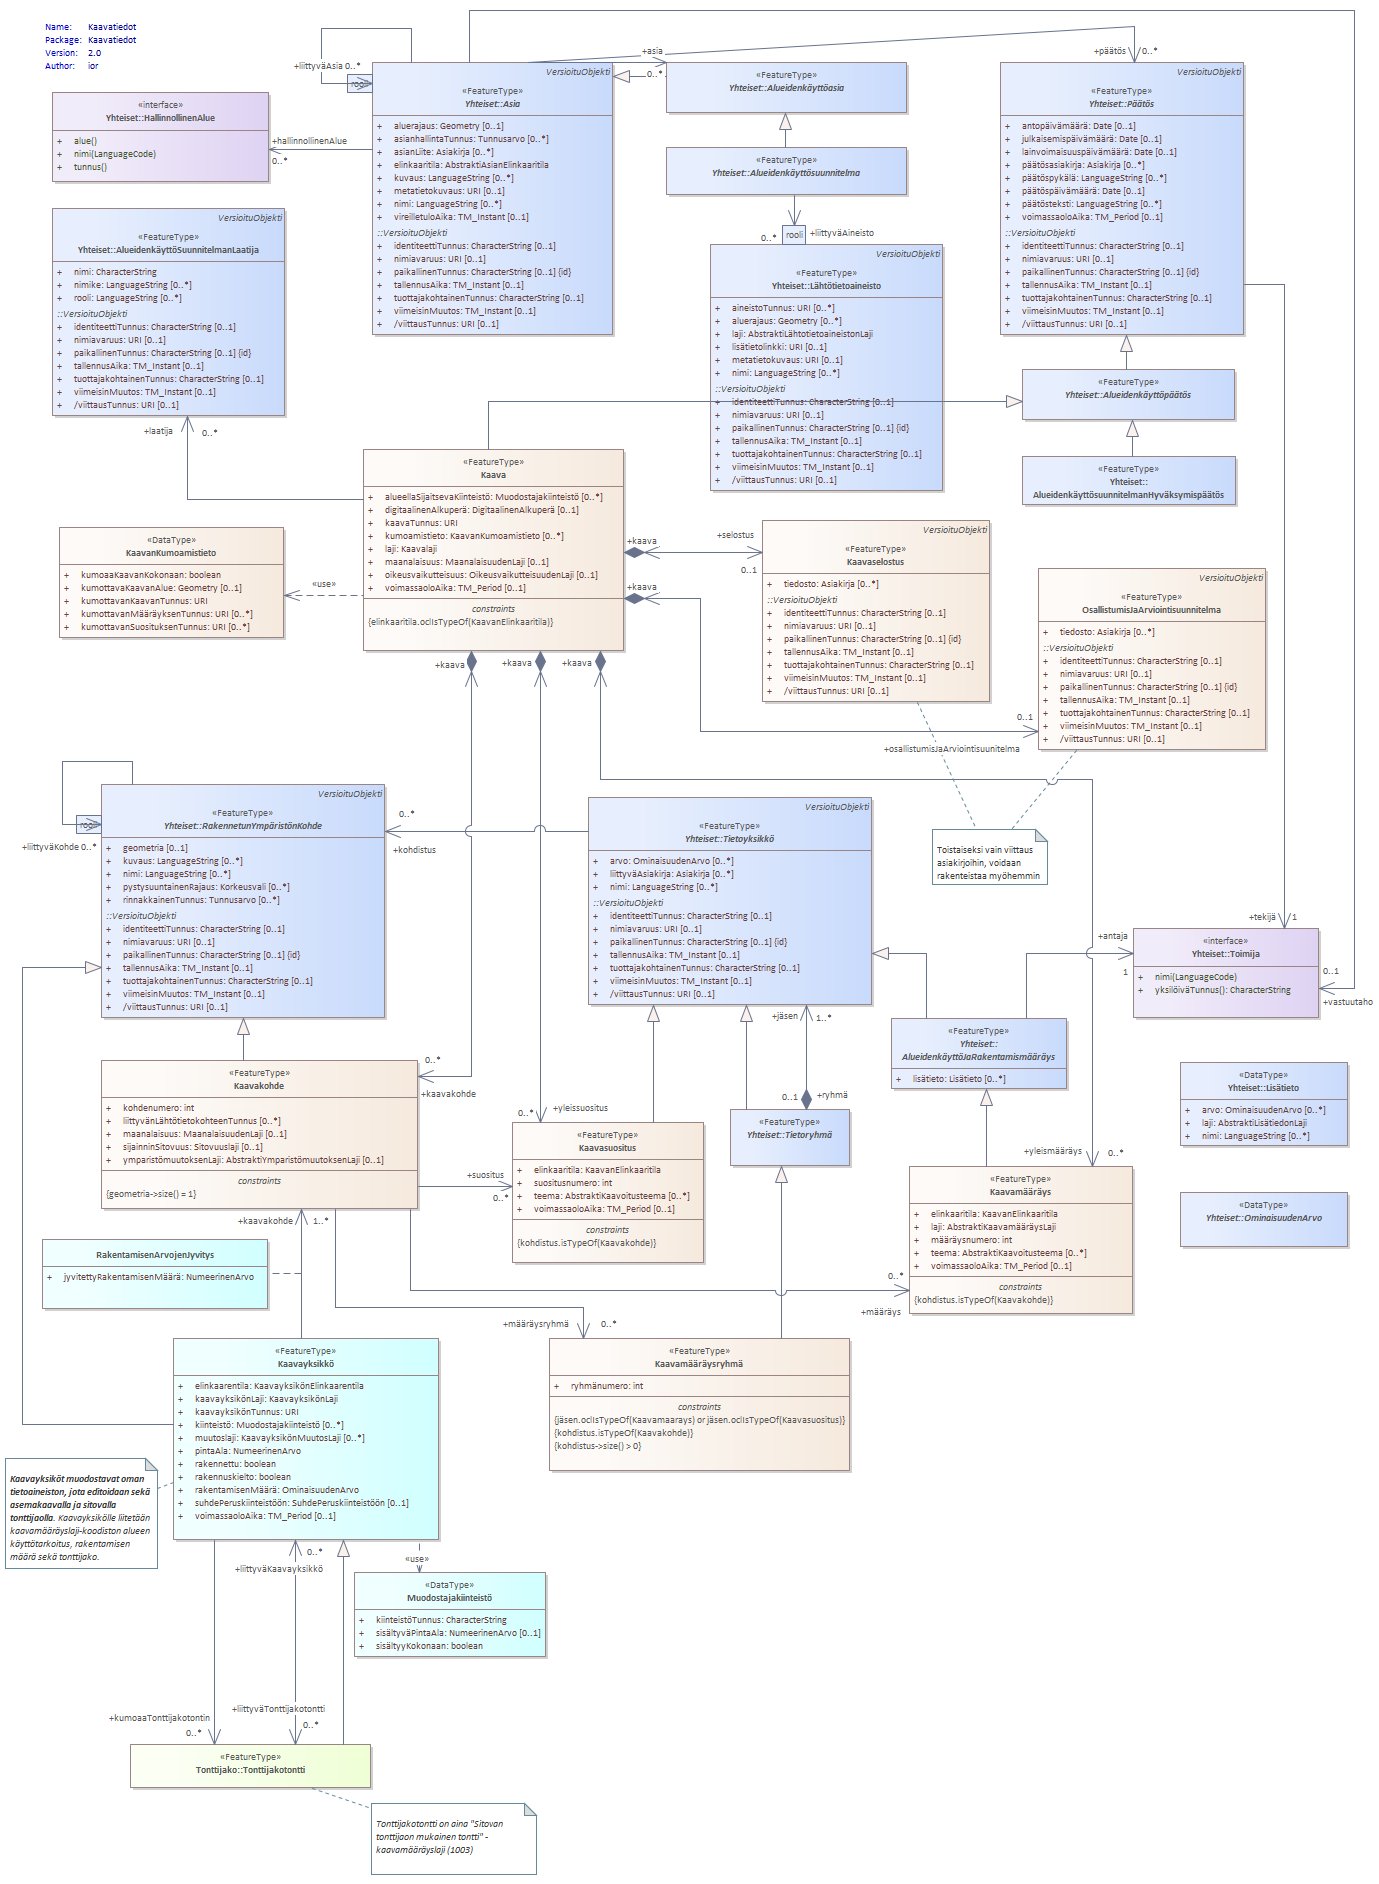 Name: Kaavatiedot
Package: Kaavatiedot
Version: 2.0
Author: ior
+liittyväAsia 0..*
rooli
«interface»
Yhteiset::HallinnollinenAlue
+ alue()
+ nimi(LanguageCode)
+ tunnus()
+hallinnollinenAlue
0..*
VersioituObjekti
«FeatureType»
Yhteiset::Asia
+ aluerajaus: Geometry [0..1]
+ asianhallintaTunnus: Tunnusarvo [0..*]
+ asianLiite: Asiakirja [0..*]
+ elinkaaritila: AbstraktiAsianElinkaaritila
+ kuvaus: LanguageString [0..*]
+ metatietokuvaus: URI [0..1]
+ nimi: LanguageString [0..*]
+ vireilletuloAika: TM_Instant [0..1]
::VersioituObjekti
+ identiteettiTunnus: CharacterString [0..1]
+ nimiavaruus: URI [0..1]
+ paikallinenTunnus: CharacterString [0..1] {id}
+ tallennusAika: TM_Instant [0..1]
+ tuottajakohtainenTunnus: CharacterString [0..1]
+ viimeisinMuutos: TM_Instant [0..1]
+ /viittausTunnus: URI [0..1]
+asia
0..*
«FeatureType»
Yhteiset::Alueidenkäyttöasia
«FeatureType»
Yhteiset::Alueidenkäyttösuunnitelma
rooli
+liittyväAineisto
0..*
+päätös
0..*
VersioituObjekti
«FeatureType»
Yhteiset::Päätös
+ antopäivämäärä: Date [0..1]
+ julkaisemispäivämäärä: Date [0..1]
+ lainvoimaisuuspäivämäärä: Date [0..1]
+ päätösasiakirja: Asiakirja [0..*]
+ päätöspykälä: LanguageString [0..*]
+ päätöspäivämäärä: Date [0..1]
+ päätösteksti: LanguageString [0..*]
+ voimassaoloAika: TM_Period [0..1]
::VersioituObjekti
+ identiteettiTunnus: CharacterString [0..1]
+ nimiavaruus: URI [0..1]
+ paikallinenTunnus: CharacterString [0..1] {id}
+ tallennusAika: TM_Instant [0..1]
+ tuottajakohtainenTunnus: CharacterString [0..1]
+ viimeisinMuutos: TM_Instant [0..1]
+ /viittausTunnus: URI [0..1]
VersioituObjekti
«FeatureType»
Yhteiset::AlueidenkäyttöSuunnitelmanLaatija
+ nimi: CharacterString
+ nimike: LanguageString [0..*]
+ rooli: LanguageString [0..*]
::VersioituObjekti
+ identiteettiTunnus: CharacterString [0..1]
+ nimiavaruus: URI [0..1]
+ paikallinenTunnus: CharacterString [0..1] {id}
+ tallennusAika: TM_Instant [0..1]
+ tuottajakohtainenTunnus: CharacterString [0..1]
+ viimeisinMuutos: TM_Instant [0..1]
+ /viittausTunnus: URI [0..1]
+laatija
0..*
VersioituObjekti
«FeatureType»
Yhteiset::Lähtötietoaineisto
+ aineistoTunnus: URI [0..*]
+ aluerajaus: Geometry [0..*]
+ laji: AbstraktiLähtotietoaineistonLaji
+ lisätietolinkki: URI [0..1]
+ metatietokuvaus: URI [0..1]
+ nimi: LanguageString [0..*]
::VersioituObjekti
+ identiteettiTunnus: CharacterString [0..1]
+ nimiavaruus: URI [0..1]
+ paikallinenTunnus: CharacterString [0..1] {id}
+ tallennusAika: TM_Instant [0..1]
+ tuottajakohtainenTunnus: CharacterString [0..1]
+ viimeisinMuutos: TM_Instant [0..1]
+ /viittausTunnus: URI [0..1]
«FeatureType»
Yhteiset::Alueidenkäyttöpäätös
«FeatureType»
Yhteiset::
AlueidenkäyttösuunnitelmanHyväksymispäätös
«FeatureType»
Kaava
+ alueellaSijaitsevaKiinteistö: Muodostajakiinteistö [0..*]
+ digitaalinenAlkuperä: DigitaalinenAlkuperä [0..1]
+ kaavaTunnus: URI
+ kumoamistieto: KaavanKumoamistieto [0..*]
+ laji: Kaavalaji
+ maanalaisuus: MaanalaisuudenLaji [0..1]
+ oikeusvaikutteisuus: OikeusvaikutteisuudenLaji [0..1]
+ voimassaoloAika: TM_Period [0..1]
constraints
{elinkaaritila.oclIsTypeOf(KaavanElinkaaritila)}
«DataType»
KaavanKumoamistieto
+ kumoaaKaavanKokonaan: boolean
+ kumottavaKaavanAlue: Geometry [0..1]
+ kumottavanKaavanTunnus: URI
+ kumottavanMääräyksenTunnus: URI [0..*]
+ kumottavanSuosituksenTunnus: URI [0..*]
«use»
+kaava
+selostus
0..1
+kaava
VersioituObjekti
«FeatureType»
Kaavaselostus
+ tiedosto: Asiakirja [0..*]
::VersioituObjekti
+ identiteettiTunnus: CharacterString [0..1]
+ nimiavaruus: URI [0..1]
+ paikallinenTunnus: CharacterString [0..1] {id}
+ tallennusAika: TM_Instant [0..1]
+ tuottajakohtainenTunnus: CharacterString [0..1]
+ viimeisinMuutos: TM_Instant [0..1]
+ /viittausTunnus: URI [0..1]
VersioituObjekti
«FeatureType»
OsallistumisJaArviointisuunnitelma
+ tiedosto: Asiakirja [0..*]
::VersioituObjekti
+ identiteettiTunnus: CharacterString [0..1]
+ nimiavaruus: URI [0..1]
+ paikallinenTunnus: CharacterString [0..1] {id}
+ tallennusAika: TM_Instant [0..1]
+ tuottajakohtainenTunnus: CharacterString [0..1]
+ viimeisinMuutos: TM_Instant [0..1]
+ /viittausTunnus: URI [0..1]
+kaava
+kaava
+kaava
0..1
+osallistumisJaArviointisuunitelma
Toistaiseksi vain viittaus
asiakirjoihin, voidaan
rakenteistaa myöhemmin
rooli
+liittyväKohde 0..*
VersioituObjekti
«FeatureType»
Yhteiset::RakennetunYmpäristönKohde
+ geometria [0..1]
+ kuvaus: LanguageString [0..*]
+ nimi: LanguageString [0..*]
+ pystysuuntainenRajaus: Korkeusvali [0..*]
+ rinnakkainenTunnus: Tunnusarvo [0..*]
::VersioituObjekti
+ identiteettiTunnus: CharacterString [0..1]
+ nimiavaruus: URI [0..1]
+ paikallinenTunnus: CharacterString [0..1] {id}
+ tallennusAika: TM_Instant [0..1]
+ tuottajakohtainenTunnus: CharacterString [0..1]
+ viimeisinMuutos: TM_Instant [0..1]
+ /viittausTunnus: URI [0..1]
0..*
+kohdistus
VersioituObjekti
«FeatureType»
Yhteiset::Tietoyksikkö
+ arvo: OminaisuudenArvo [0..*]
+ liittyväAsiakirja: Asiakirja [0..*]
+ nimi: LanguageString [0..*]
::VersioituObjekti
+ identiteettiTunnus: CharacterString [0..1]
+ nimiavaruus: URI [0..1]
+ paikallinenTunnus: CharacterString [0..1] {id}
+ tallennusAika: TM_Instant [0..1]
+ tuottajakohtainenTunnus: CharacterString [0..1]
+ viimeisinMuutos: TM_Instant [0..1]
+ /viittausTunnus: URI [0..1]
+tekijä 1
+antaja
1
«interface»
Yhteiset::Toimija
+ nimi(LanguageCode)
+ yksilöiväTunnus(): CharacterString
0..1
+vastuutaho
+jäsen 1..*
0..1 +ryhmä
«FeatureType»
Yhteiset::
AlueidenkäyttöJaRakentamismääräys
+ lisätieto: Lisätieto [0..*]
«FeatureType»
Kaavakohde
+ kohdenumero: int
+ liittyvänLähtötietokohteenTunnus [0..*]
+ maanalaisuus: MaanalaisuudenLaji [0..1]
+ sijainninSitovuus: Sitovuuslaji [0..1]
+ ymparistömuutoksenLaji: AbstraktiYmparistömuutoksenLaji [0..1]
constraints
{geometria->size() = 1}
0..*
+kaavakohde
0..* +yleissuositus
«FeatureType»
Kaavasuositus
+ elinkaaritila: KaavanElinkaaritila
+ suositusnumero: int
+ teema: AbstraktiKaavoitusteema [0..*]
+ voimassaoloAika: TM_Period [0..1]
constraints
{kohdistus.isTypeOf(Kaavakohde)}
+suositus
0..*
«FeatureType»
Yhteiset::Tietoryhmä
«DataType»
Yhteiset::Lisätieto
+ arvo: OminaisuudenArvo [0..*]
+ laji: AbstraktiLisätiedonLaji
+ nimi: LanguageString [0..*]
+yleismääräys 0..*
«FeatureType»
Kaavamääräys
+ elinkaaritila: KaavanElinkaaritila
+ laji: AbstraktiKaavamääräysLaji
+ määräysnumero: int
+ teema: AbstraktiKaavoitusteema [0..*]
+ voimassaoloAika: TM_Period [0..1]
constraints
{kohdistus.isTypeOf(Kaavakohde)}
0..*
+määräys
«DataType»
Yhteiset::OminaisuudenArvo
+kaavakohde 1..*
RakentamisenArvojenJyvitys
+ jyvitettyRakentamisenMäärä: NumeerinenArvo
+määräysryhmä 0..*
«FeatureType»
Kaavayksikkö
+ elinkaarentila: KaavayksikönElinkaarentila
+ kaavayksikönLaji: KaavayksikönLaji
+ kaavayksikönTunnus: URI
+ kiinteistö: Muodostajakiinteistö [0..*]
+ muutoslaji: KaavayksikönMuutosLaji [0..*]
+ pintaAla: NumeerinenArvo
+ rakennettu: boolean
+ rakennuskielto: boolean
+ rakentamisenMäärä: OminaisuudenArvo
+ suhdePeruskiinteistöön: SuhdePeruskiinteistöön [0..1]
+ voimassaoloAika: TM_Period [0..1]
«FeatureType»
Kaavamääräysryhmä
+ ryhmänumero: int
constraints
{jäsen.oclIsTypeOf(Kaavamaarays) or jäsen.oclIsTypeOf(Kaavasuositus)}
{kohdistus.isTypeOf(Kaavakohde)}
{kohdistus->size() > 0}
Kaavayksiköt muodostavat oman
tietoaineiston, jota editoidaan sekä
asemakaavalla ja sitovalla
tonttijaolla. Kaavayksikölle liitetään
kaavamääräyslaji-koodiston alueen
käyttötarkoitus, rakentamisen
määrä sekä tonttijako.
0..*
+liittyväKaavayksikkö
«use»
«DataType»
Muodostajakiinteistö
+ kiinteistöTunnus: CharacterString
+ sisältyväPintaAla: NumeerinenArvo [0..1]
+ sisältyyKokonaan: boolean
+kumoaaTonttijakotontin
0..*
+liittyväTonttijakotontti
0..*
«FeatureType»
Tonttijako::Tonttijakotontti
Tonttijakotontti on aina "Sitovan
tonttijaon mukainen tontti" -
kaavamääräyslaji (1003)